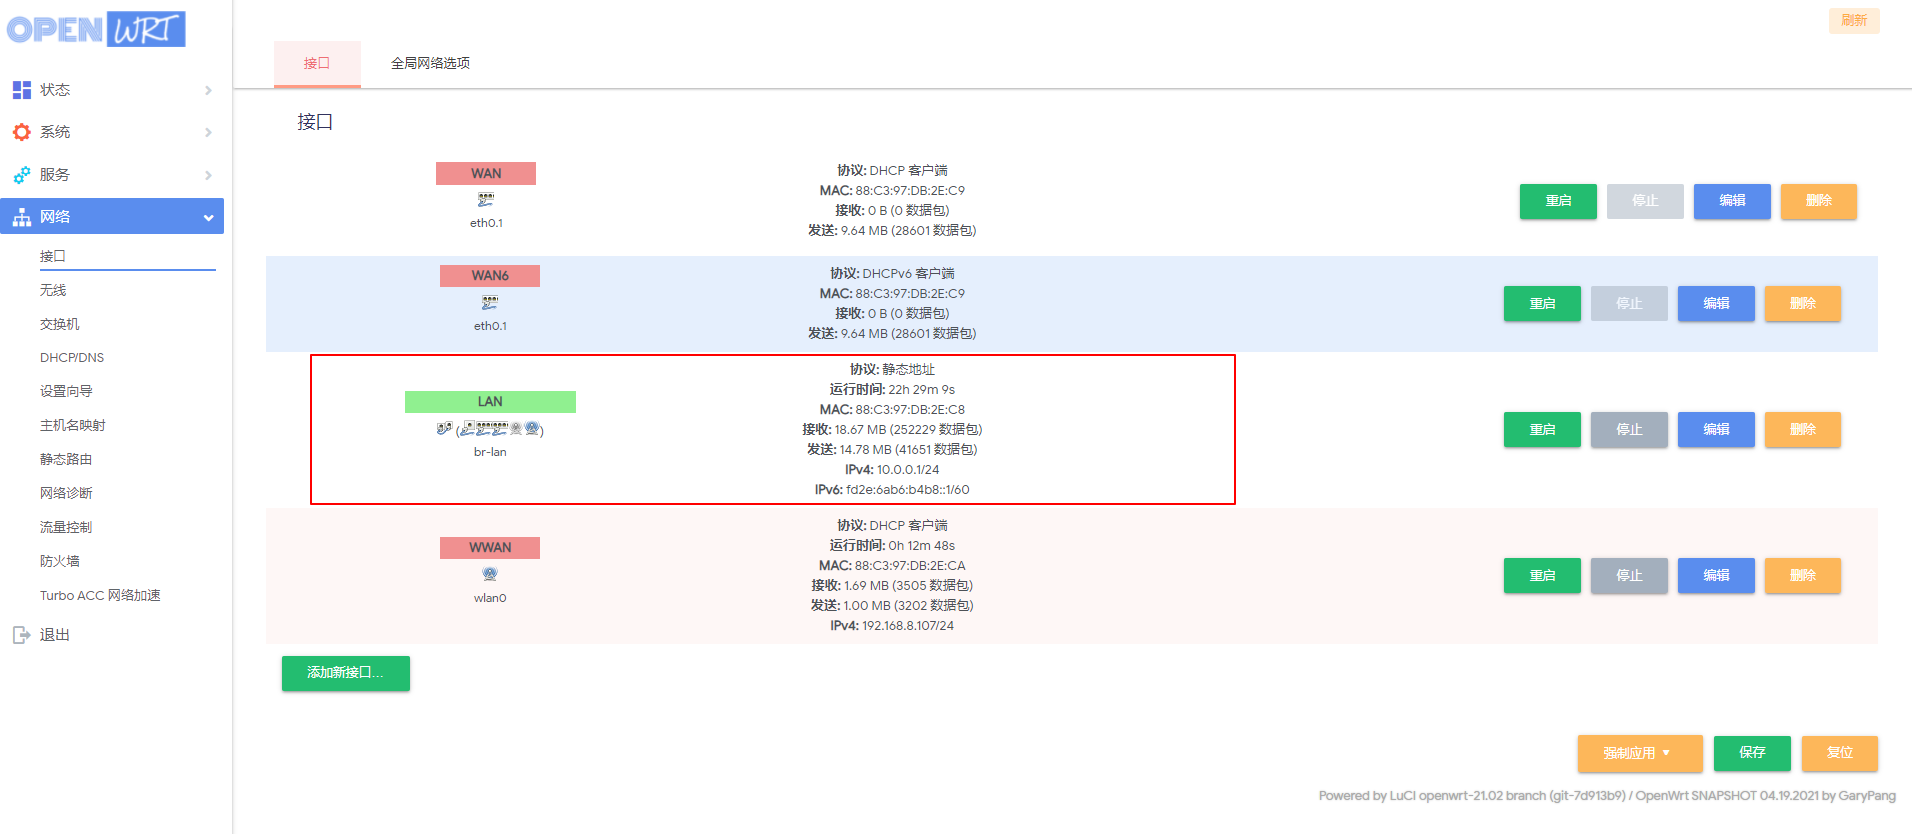 OPENWRT
刷新
接口
全局网络选项
状态
系统
服务
网络
接口
无线
交换机
DHCP/DNS
设置向导
主机名映射
静态路由
网络诊断
流量控制
防火墙
Turbo ACC 网络加速
退出
接口
WAN
eth0.1
协议: DHCP 客户端
MAC: 88:C3:97:DB:2E:C9
接收: 0 B (0 数据包)
发送: 9.64 MB (28601 数据包)
重启 停止 编辑 删除
WAN6
eth0.1
协议: DHCPv6 客户端
MAC: 88:C3:97:DB:2E:C9
接收: 0 B (0 数据包)
发送: 9.64 MB (28601 数据包)
重启 停止 编辑 删除
LAN
( )
br-lan
协议: 静态地址
运行时间: 22h 29m 9s
MAC: 88:C3:97:DB:2E:C8
接收: 18.67 MB (252229 数据包)
发送: 14.78 MB (41651 数据包)
IPv4: 10.0.0.1/24
IPv6: fd2e:6ab6:b4b8::1/60
重启 停止 编辑 删除
WWAN
wlan0
协议: DHCP 客户端
运行时间: 0h 12m 48s
MAC: 88:C3:97:DB:2E:CA
接收: 1.69 MB (3505 数据包)
发送: 1.00 MB (3202 数据包)
IPv4: 192.168.8.107/24
重启 停止 编辑 删除
添加新接口...
强制应用 保存 复位
Powered by LuCI openwrt-21.02 branch (git-7d913b9) / OpenWrt SNAPSHOT 04.19.2021 by GaryPang